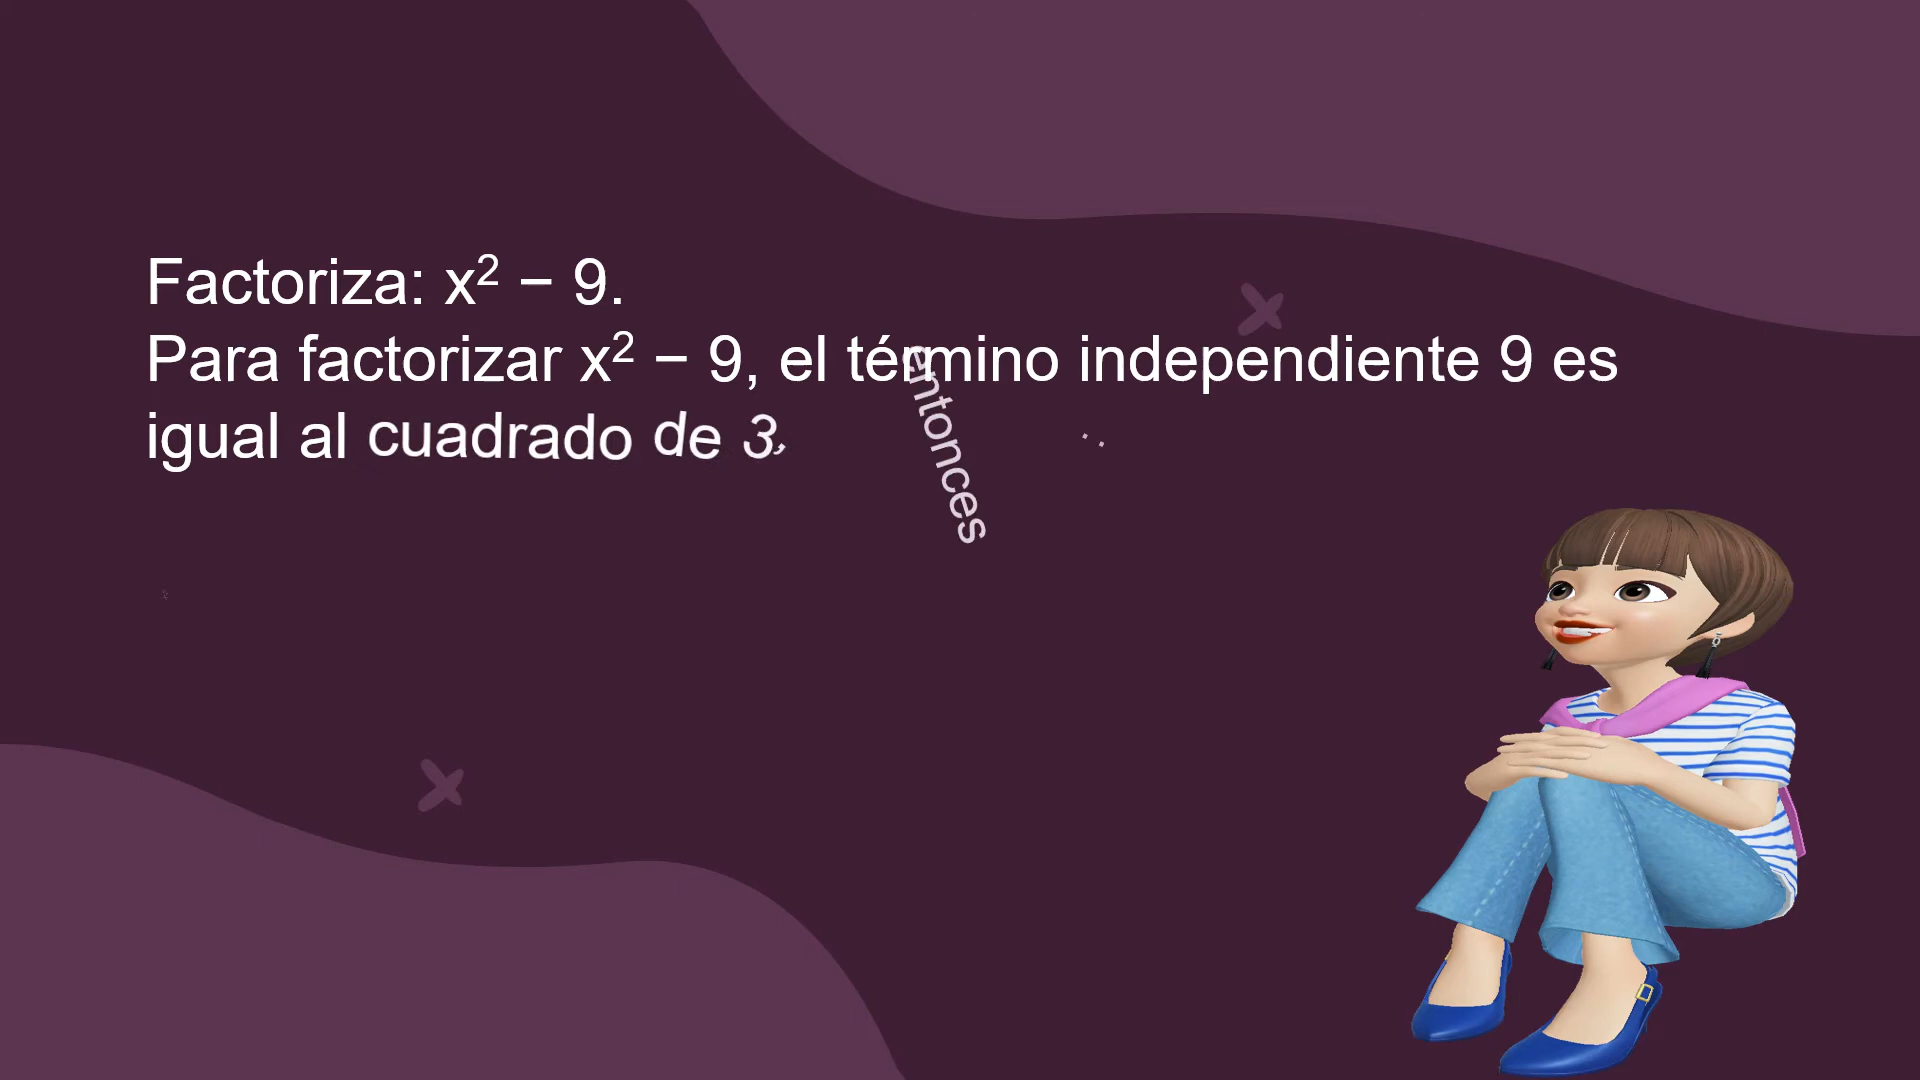 Factoriza: x² − 9.
Para factorizar x² − 9, el término independiente 9 es
igual al cuadrado de 3,
entonces